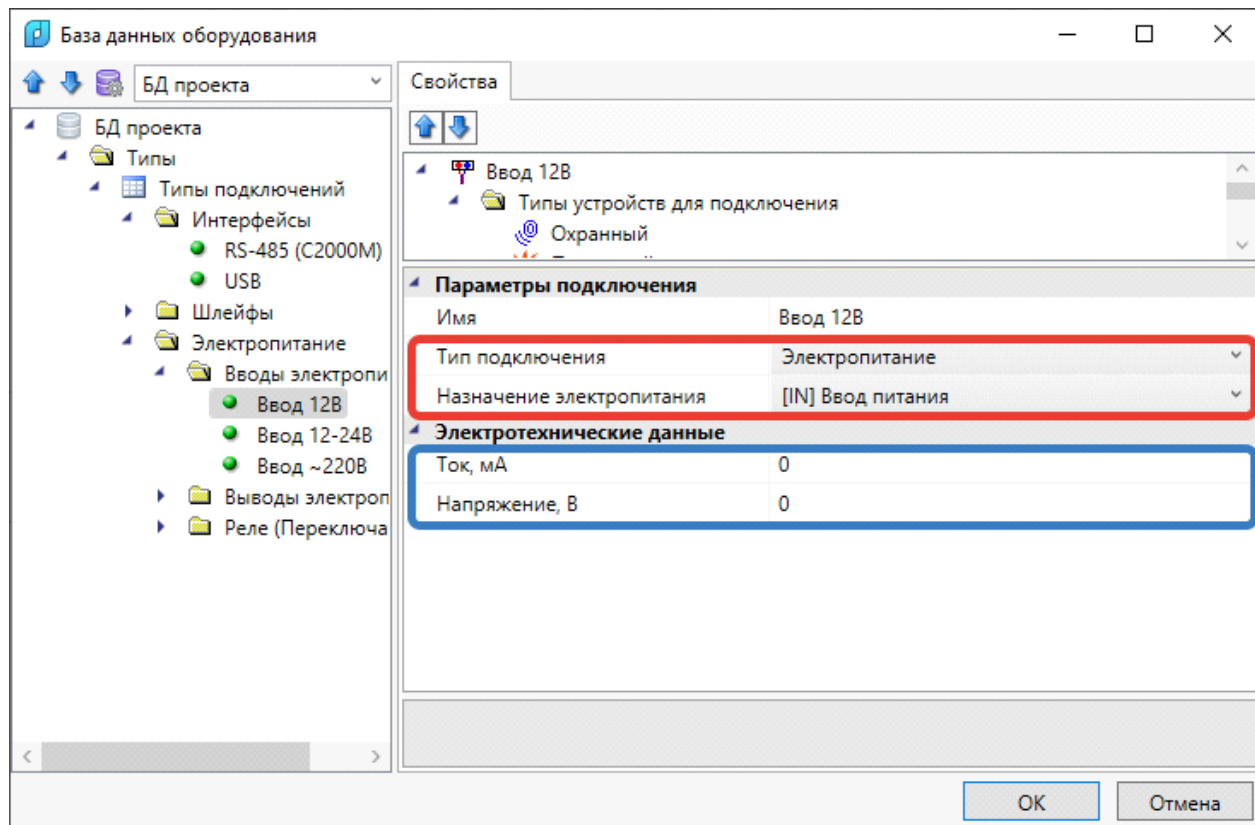 База данных оборудования
БД проекта
Свойства
БД проекта
Типы
Типы подключений
Интерфейсы
RS-485 (C2000M)
USB
Шлейфы
Электропитание
Вводы электропи
Ввод 12В
Ввод 12-24В
Ввод ~220В
Выводы электроп
Реле (Переключа
Ввод 12В
Типы устройств для подключения
Охранный
Параметры подключения
Имя Ввод 12В
Тип подключения Электропитание
Назначение электропитания [IN] Ввод питания
Электротехнические данные
Ток, мА 0
Напряжение, В 0
ОК Отмена